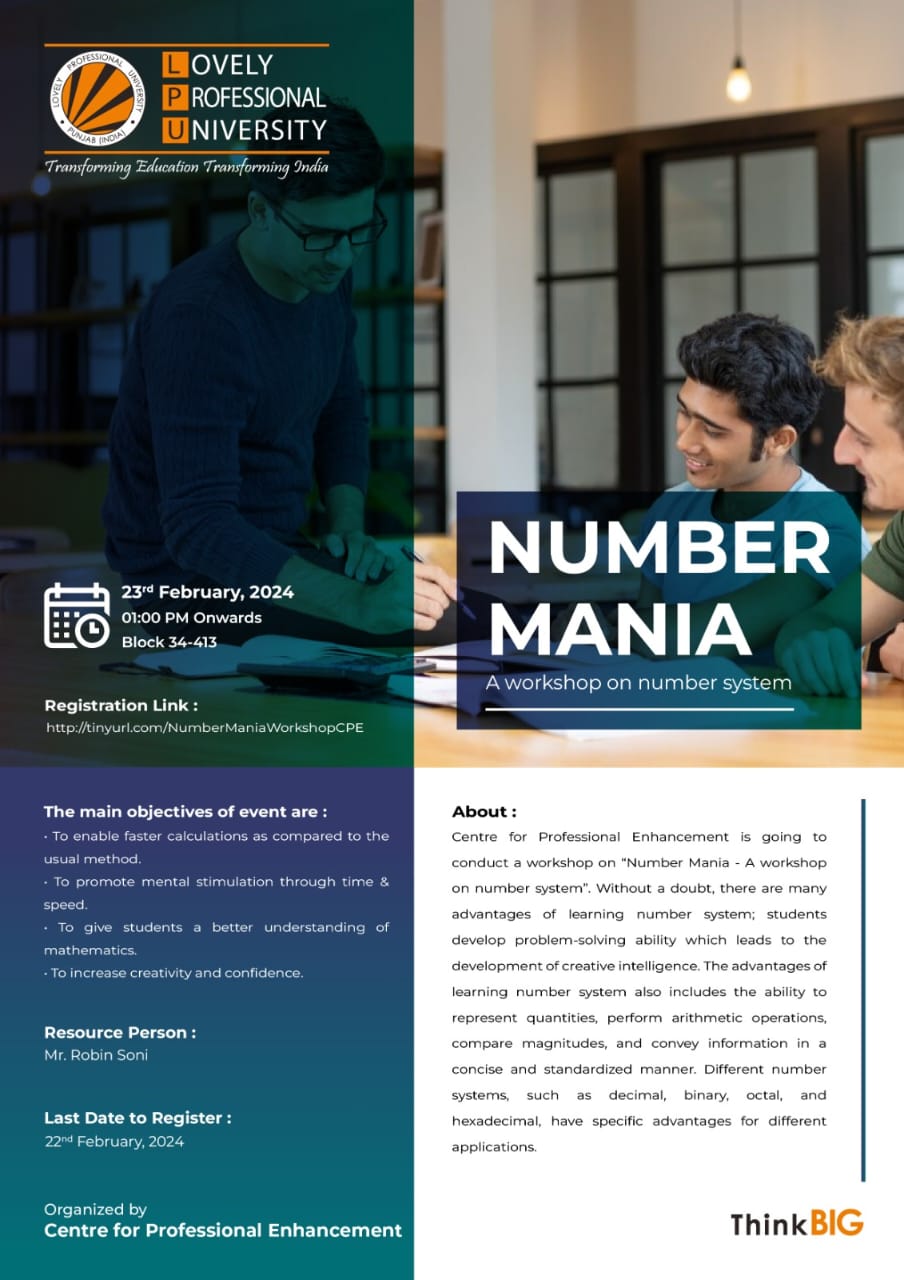 LOVELY PROFESSIONAL UNIVERSITY
PUNJAB (INDIA)
LOVELY
PROFESSIONAL
UNIVERSITY
Transforming Education Transforming India
NUMBER
MANIA
A workshop on number system
23rd February, 2024
01:00 PM Onwards
Block 34-413
Registration Link :
http://tinyurl.com/NumberManiaWorkshopCPE
The main objectives of event are :
• To enable faster calculations as compared to the
usual method.
• To promote mental stimulation through time &
speed.
• To give students a better understanding of
mathematics.
• To increase creativity and confidence.
Resource Person :
Mr. Robin Soni
Last Date to Register :
22nd February, 2024
Organized by
Centre for Professional Enhancement
About :
Centre for Professional Enhancement is going to
conduct a workshop on “Number Mania - A workshop
on number system”. Without a doubt, there are many
advantages of learning number system; students
develop problem-solving ability which leads to the
development of creative intelligence. The advantages of
learning number system also includes the ability to
represent quantities, perform arithmetic operations,
compare magnitudes, and convey information in a
concise and standardized manner. Different number
systems, such as decimal, binary, octal, and
hexadecimal, have specific advantages for different
applications.
ThinkBIG